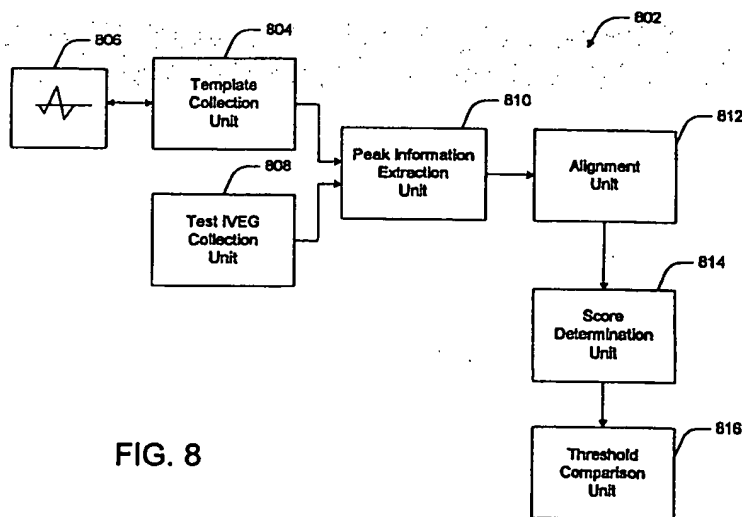 806
804
802
Template
Collection
Unit
810
812
Peak Information
Extraction
Unit
Alignment
Unit
808
Test IVEG
Collection
Unit
814
Score
Determination
Unit
816
Threshold
Comparison
Unit
FIG. 8